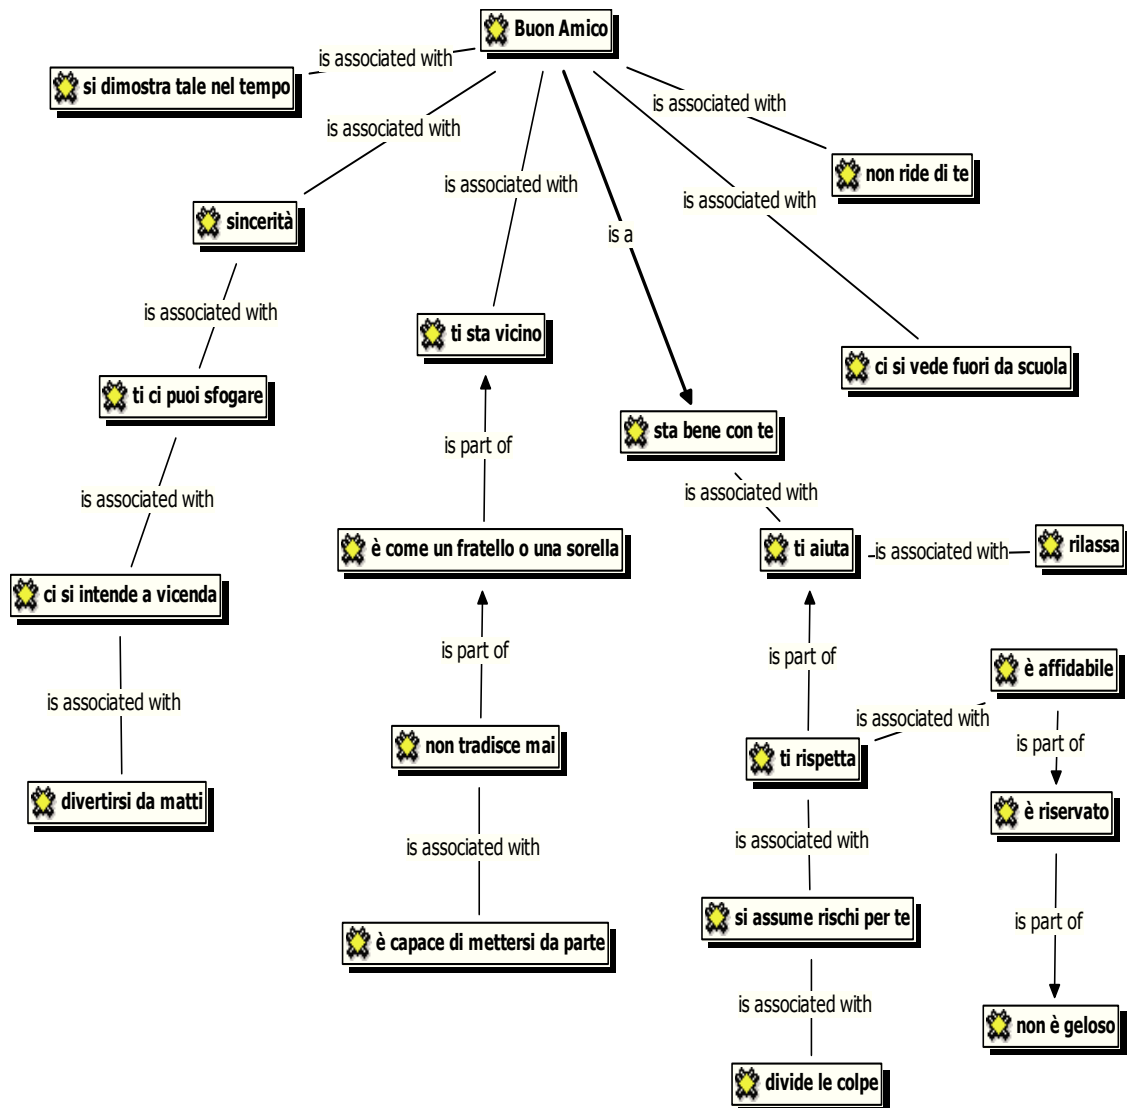 Buon Amico
is associated with
si dimostra tale nel tempo
is associated with
non ride di te
is associated with
sincerità
is associated with
ti sta vicino
is a
sta bene con te
is associated with
ci si vede fuori da scuola
is associated with
ti ci puoi sfogare
is associated with
ci si intende a vicenda
is associated with
divertirsi da matti
is part of
è come un fratello o una sorella
is part of
non tradisce mai
is associated with
è capace di mettersi da parte
is associated with
ti aiuta
is associated with
rilassa
is part of
ti rispetta
is associated with
è affidabile
is part of
è riservato
is part of
non è geloso
is associated with
si assume rischi per te
is associated with
divide le colpe